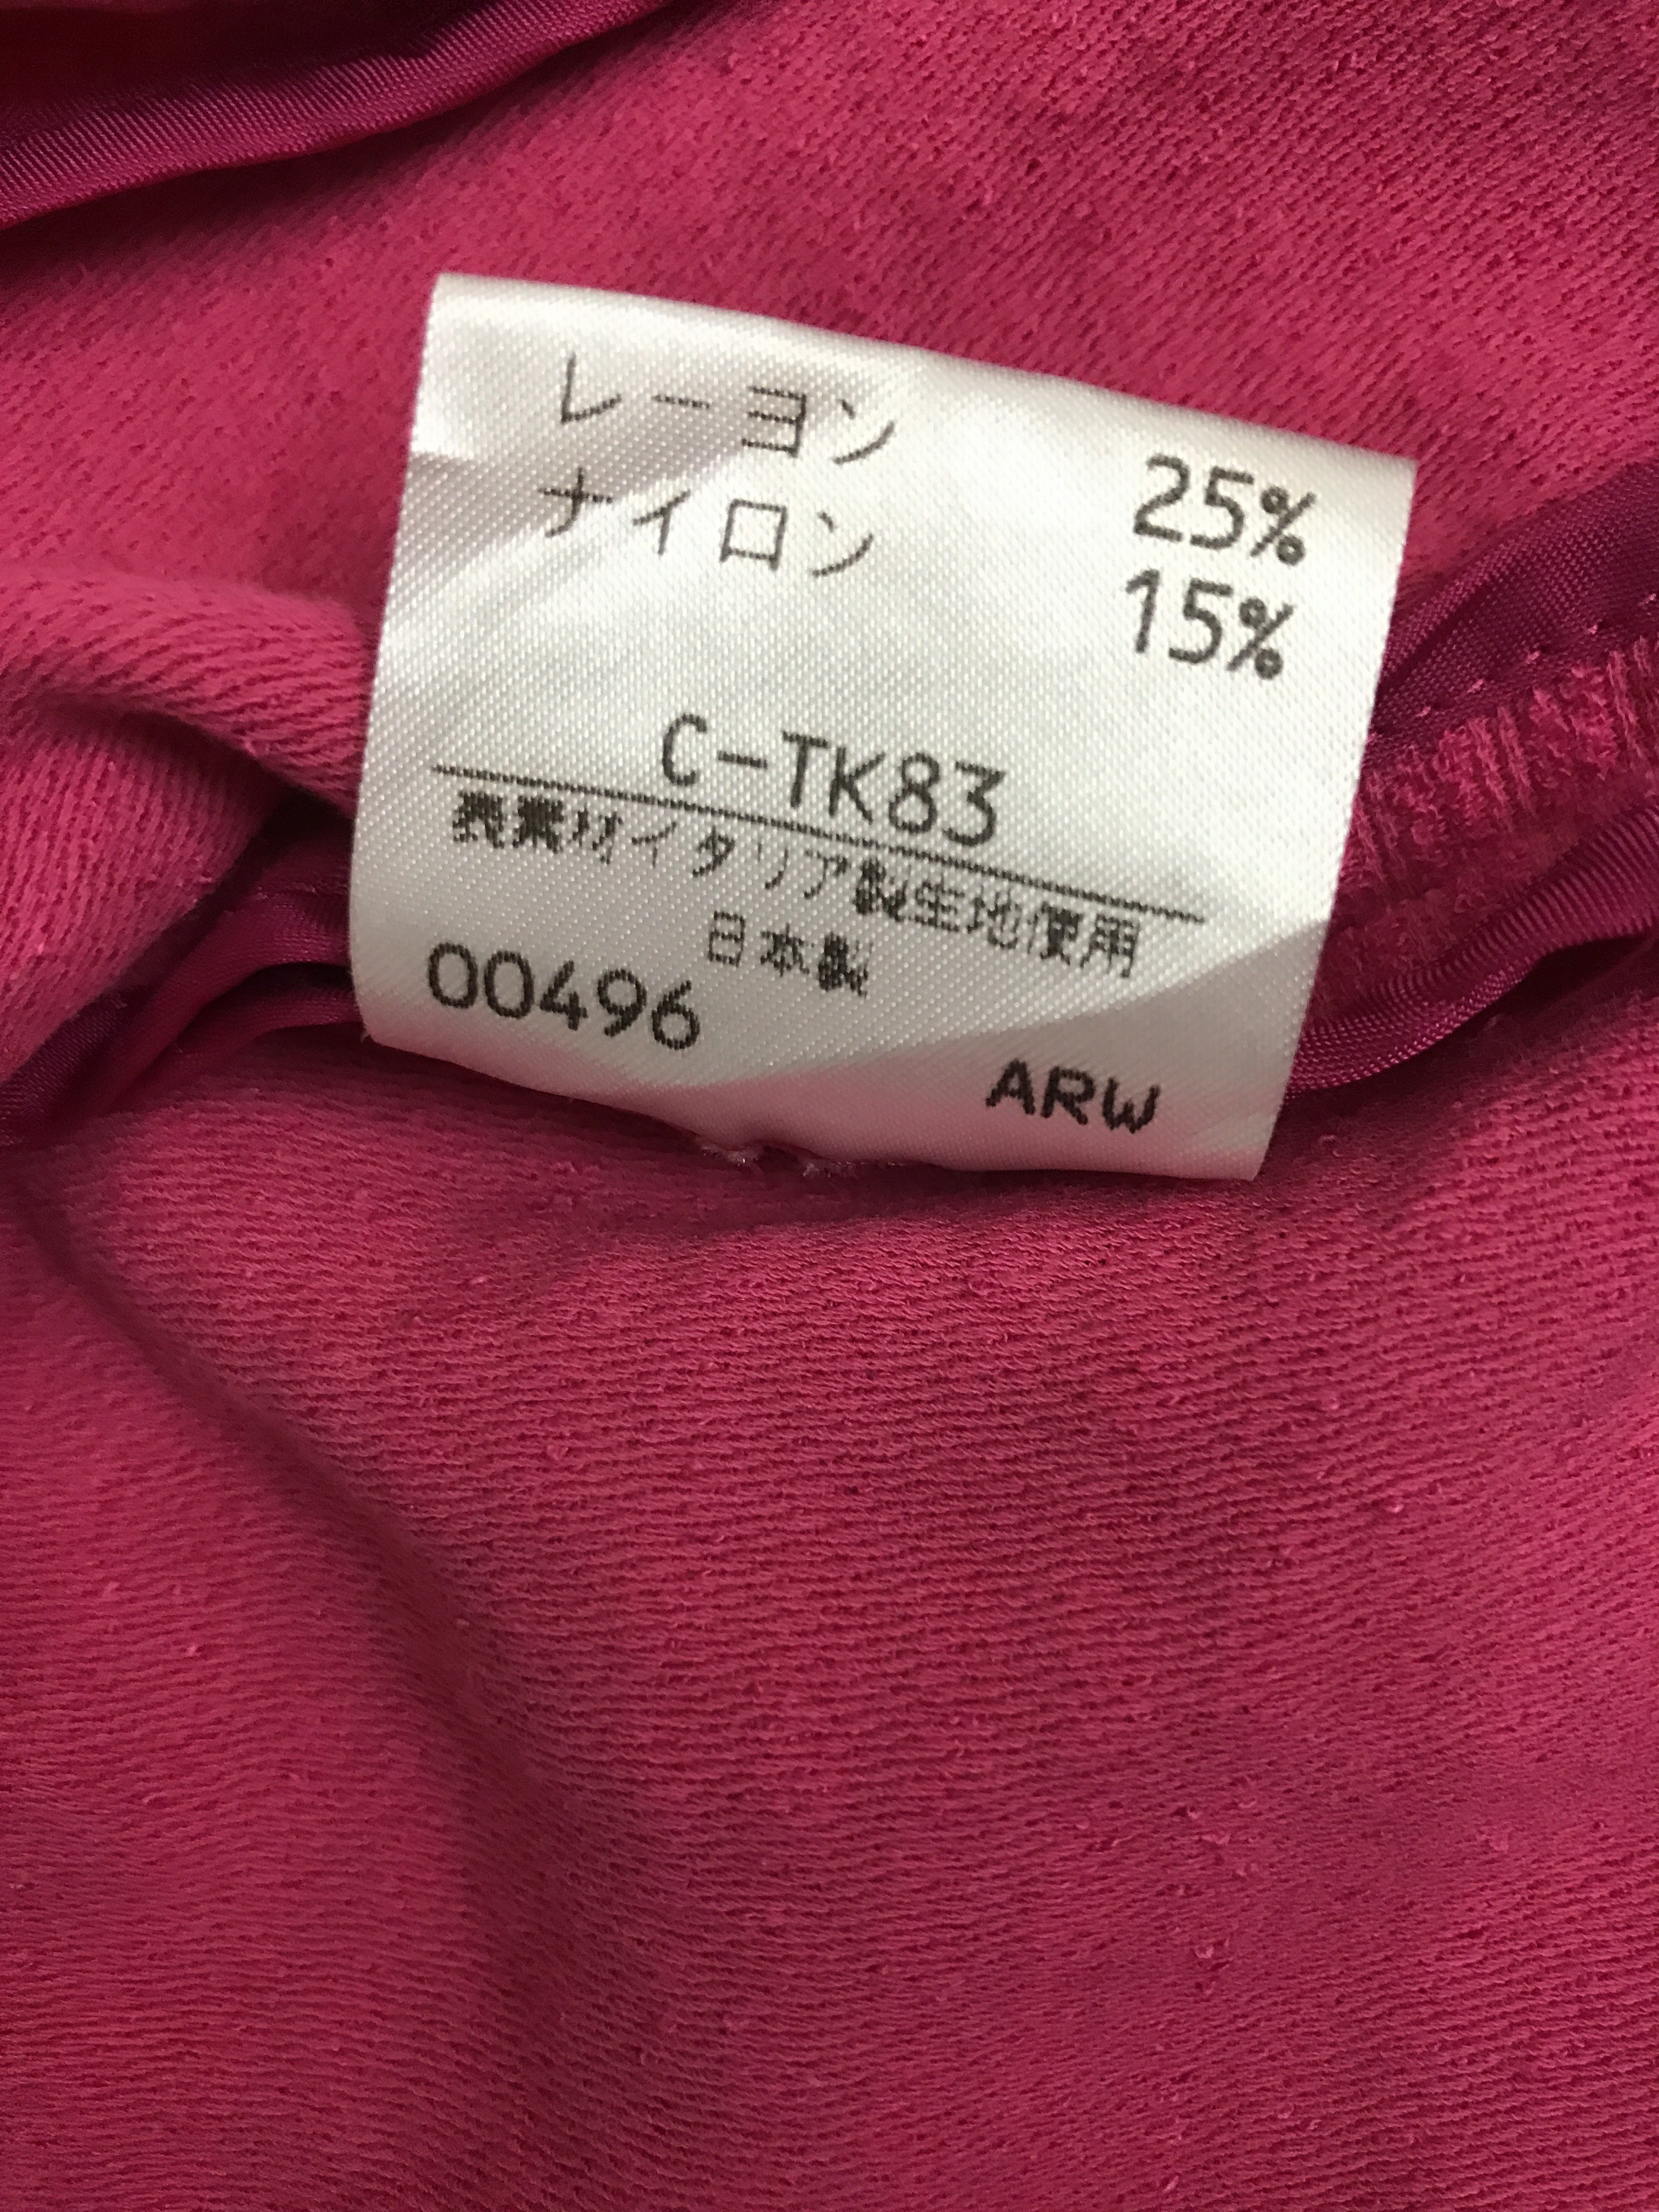 レーヨン 25%
ナイロン 15%
C-TK83
表素材イタリア製生地使用
日本製
00496
ARW